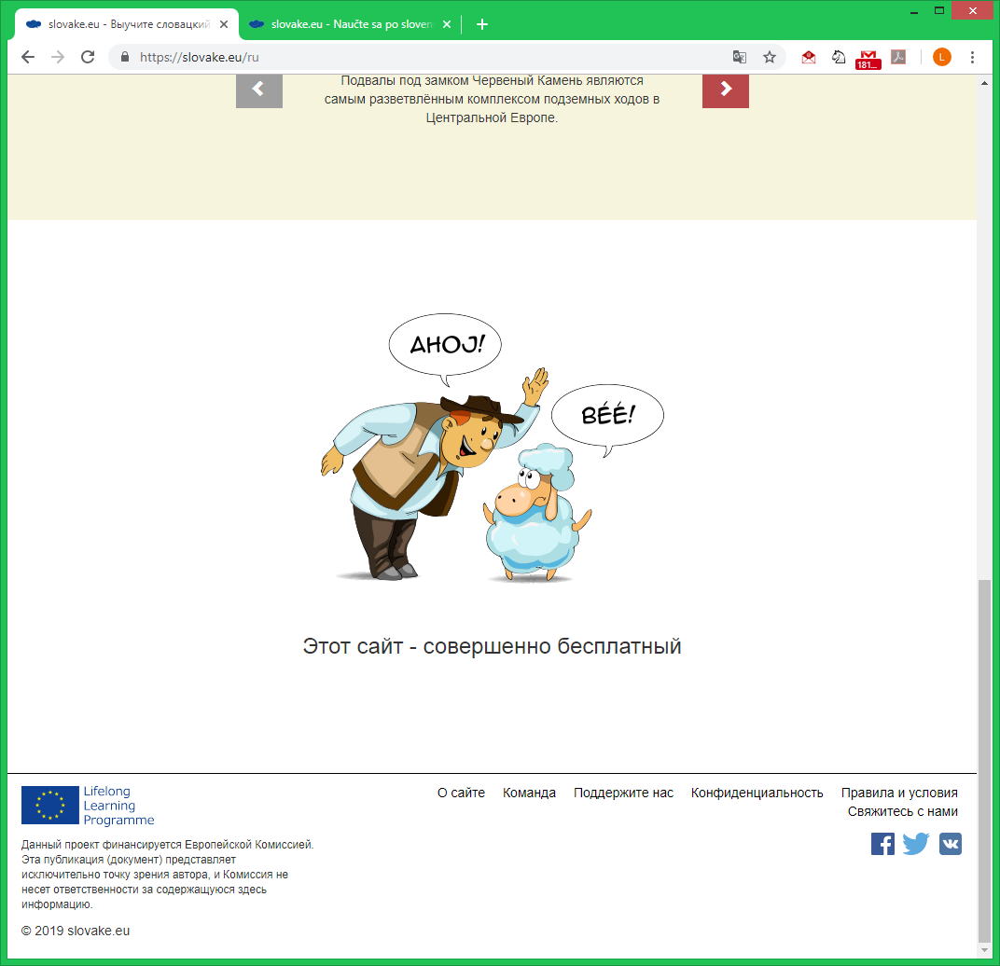 slovake.eu - Выучите словацкий
slovake.eu - Naučte sa po sloven
https://slovake.eu/ru
181...
L
Подвалы под замком Червеный Камень являются
самым разветвлённым комплексом подземных ходов в
Центральной Европе.
AHOJ!
BÉÉ!
Этот сайт - совершенно бесплатный
Lifelong
Learning
Programme
Данный проект финансируется Европейской Комиссией.
Эта публикация (документ) представляет
исключительно точку зрения автора, и Комиссия не
несет ответственности за содержащуюся здесь
информацию.
© 2019 slovake.eu
О сайте Команда Поддержите нас Конфиденциальность Правила и условия
Свяжитесь с нами